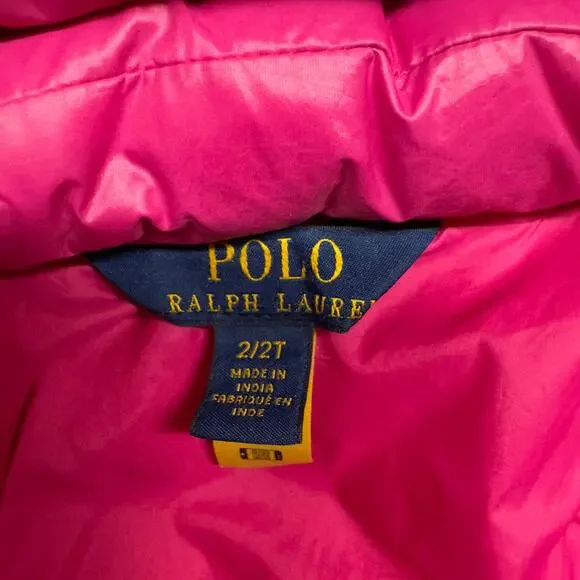 POLO
RALPH LAUREN
2/2T
MADE IN
INDIA
FABRIQUÉ EN
INDE